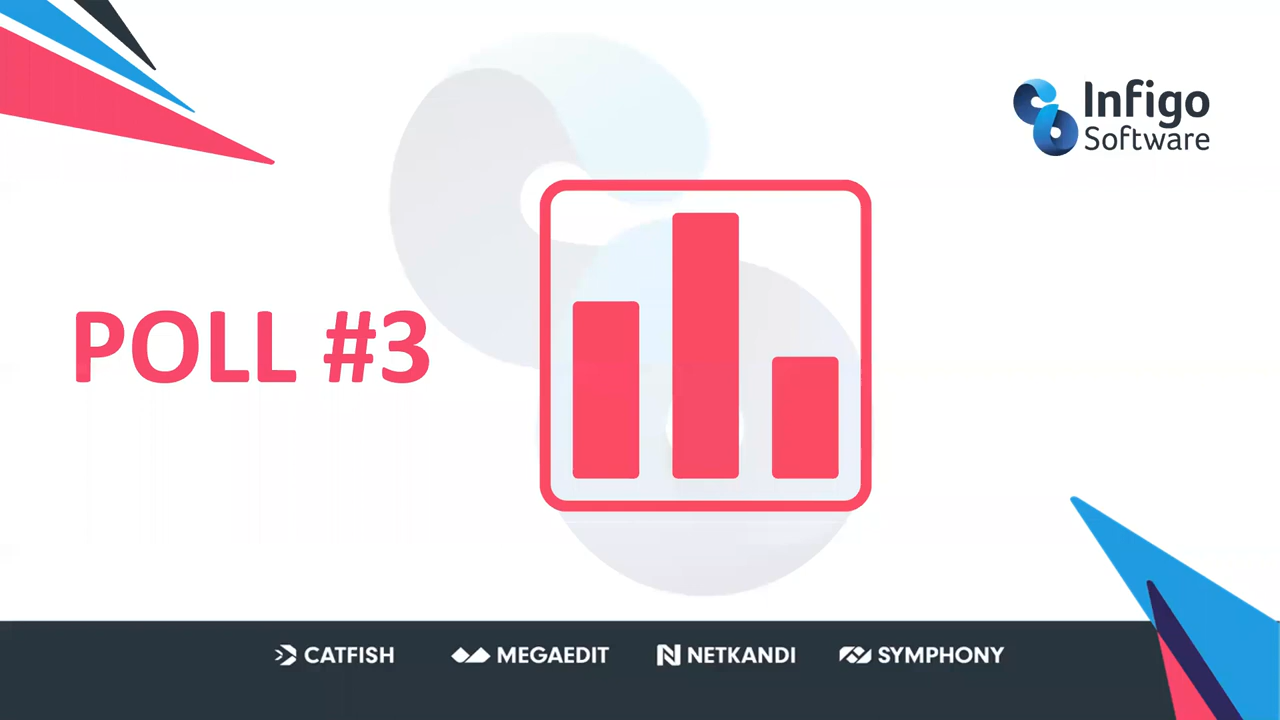 Infigo
Software
POLL #3
CATFISH
MEGAEDIT
NETKANDI
SYMPHONY